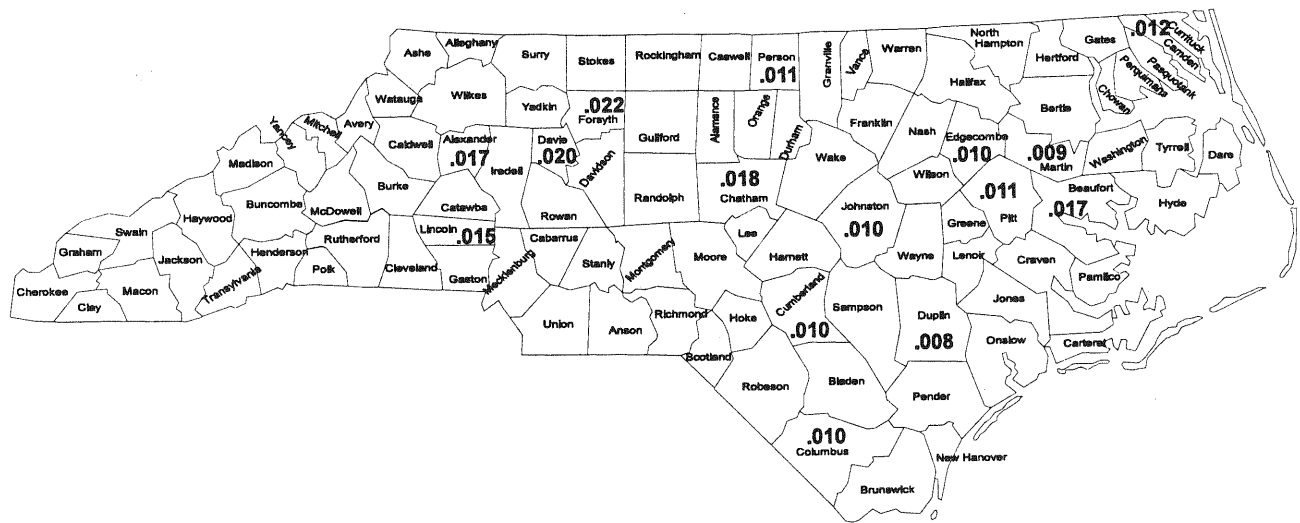 Ashe
Alleghany
Surry
Stokes
Rockingham
Caswell
Person
.011
Granville
Vance
Warren
North
Hampton
Gates
.012
Currituck
Camden
Pasquotank
Perquimans
Chowan
Hertford
Halifax
Bertie
Watauga
Wilkes
Yadkin
.022
Forsyth
Guilford
Alamance
Orange
Durham
Franklin
Nash
Edgecombe
.010
.009
Martin
Washington
Tyrrell
Dare
Yancey
Mitchell
Avery
Caldwell
Alexander
.017
Iredell
Davie
.020
Davidson
Wake
Wilson
Madison
Burke
Catawba
Rowan
Randolph
.018
Chatham
Johnston
.010
Greene
.011
Pitt
Beaufort
.017
Hyde
Haywood
Buncombe
McDowell
Swain
Graham
Jackson
Henderson
Rutherford
Polk
Cleveland
Lincoln
.015
Gaston
Mecklenburg
Cabarrus
Stanly
Montgomery
Moore
Lee
Harnett
Wayne
Lenoir
Craven
Pamlico
Cherokee
Clay
Macon
Transylvania
Union
Anson
Richmond
Scotland
Hoke
Cumberland
.010
Sampson
Duplin
.008
Jones
Onslow
Carteret
Robeson
Bladen
Pender
.010
Columbus
New Hanover
Brunswick